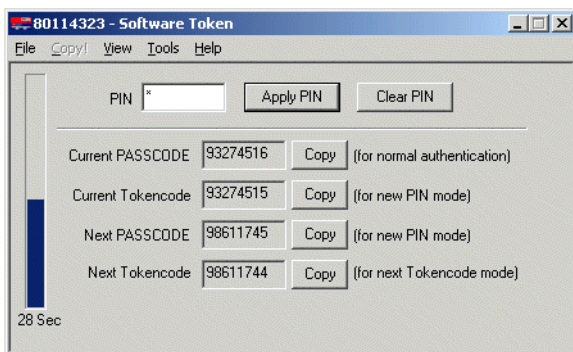 80114323 - Software Token
File Copy! View Tools Help
PIN * Apply PIN Clear PIN
Current PASSCODE 93274516 Copy (for normal authentication)
Current Tokencode 93274515 Copy (for new PIN mode)
Next PASSCODE 98611745 Copy (for new PIN mode)
Next Tokencode 98611744 Copy (for next Tokencode mode)
28 Sec